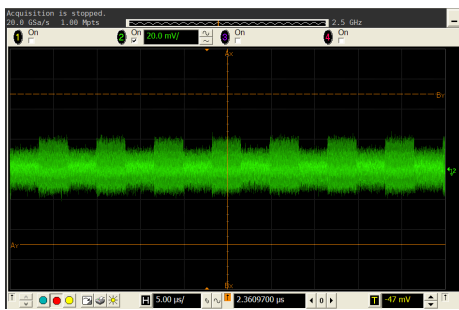 Acquisition is stopped.
20.0 GSa/s 1.00 Mpts 2.5 GHz
1 On 2 On 20.0 mV/ 3 On 4 On
Ax
By
2
Ay
Bx
H 5.00 µs/ T 2.3609700 µs 0 T -47 mV T